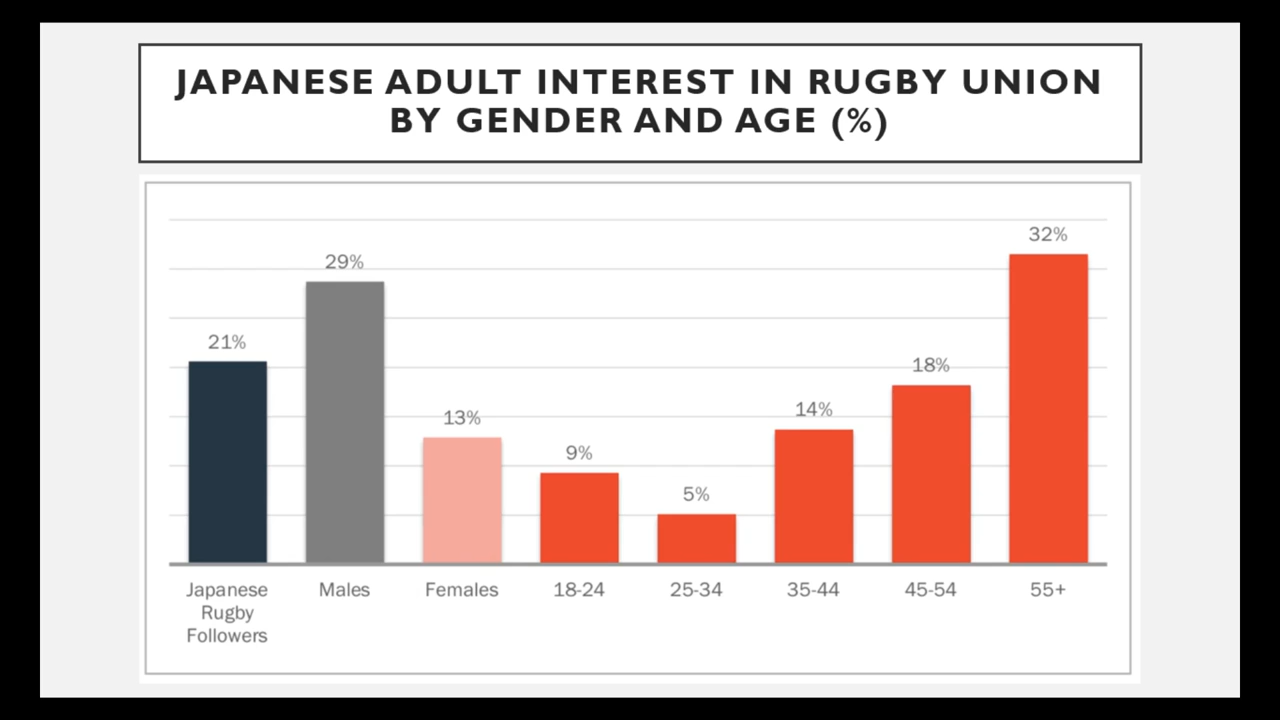 JAPANESE ADULT INTEREST IN RUGBY UNION
BY GENDER AND AGE (%)
21%
29%
13%
9%
5%
14%
18%
32%
Japanese
Rugby
Followers
Males
Females
18-24
25-34
35-44
45-54
55+